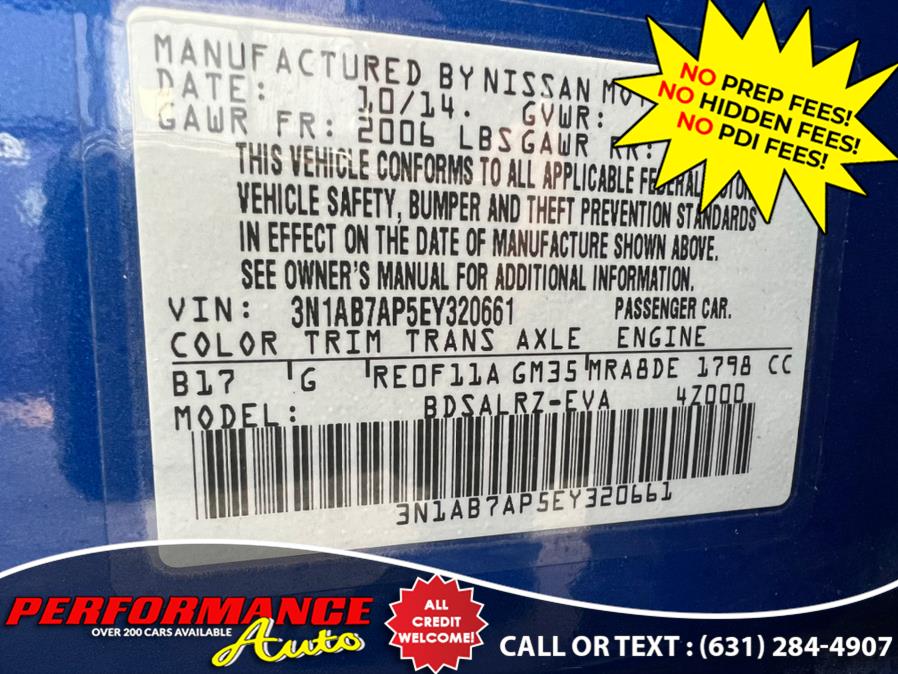 MANUFACTURED BY NISSAN
DATE: 10/14. GVWR:
GAWR FR: 2006 LBS GAWR RR:
THIS VEHICLE CONFORMS TO ALL APPLICABLE FEDERAL MOTOR
VEHICLE SAFETY, BUMPER AND THEFT PREVENTION STANDARDS
IN EFFECT ON THE DATE OF MANUFACTURE SHOWN ABOVE.
SEE OWNER'S MANUAL FOR ADDITIONAL INFORMATION.
VIN: 3N1AB7AP5EY320661 PASSENGER CAR.
COLOR TRIM TRANS AXLE ENGINE
B17 G RE0F11A GM35 MRA8DE 1798 CC
MODEL: BDSALRZ-EVA 4Z000
3N1AB7AP5EY320661
NO PREP FEES!
NO HIDDEN FEES!
NO PDI FEES!
PERFORMANCE
OVER 200 CARS AVAILABLE
Auto
ALL
CREDIT
WELCOME!
CALL OR TEXT : (631) 284-4907